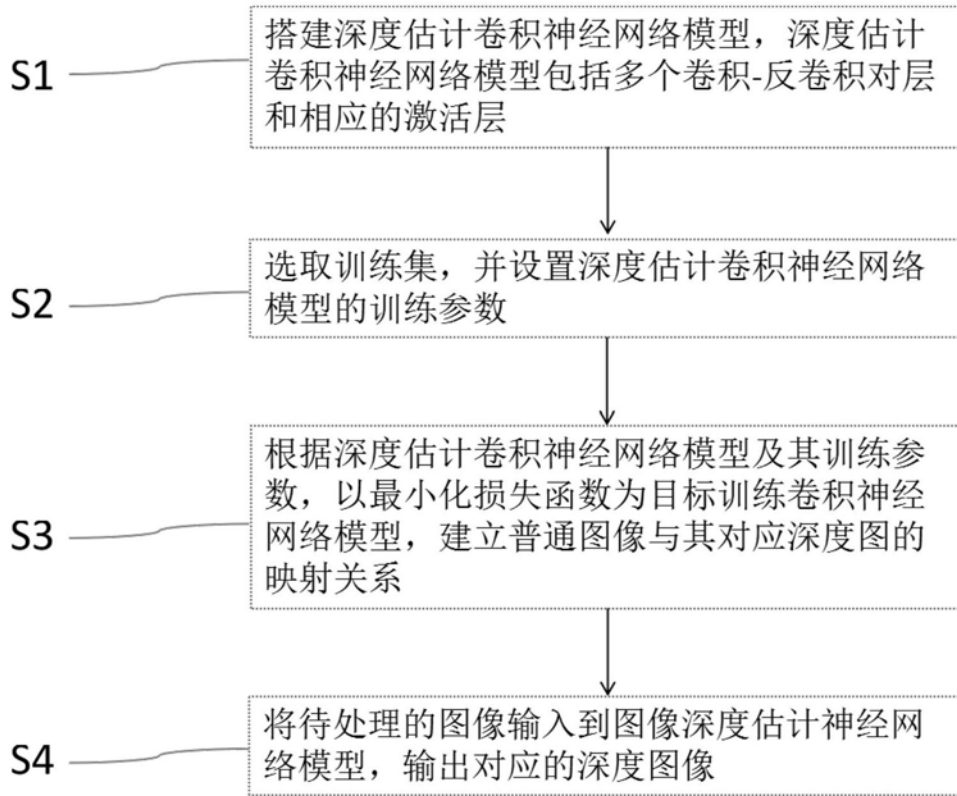 S1
搭建深度估计卷积神经网络模型，深度估计
卷积神经网络模型包括多个卷积-反卷积对层
和相应的激活层
S2
选取训练集，并设置深度估计卷积神经网络
模型的训练参数
S3
根据深度估计卷积神经网络模型及其训练参
数，以最小化损失函数为目标训练卷积神经
网络模型，建立普通图像与其对应深度图的
映射关系
S4
将待处理的图像输入到图像深度估计神经网
络模型，输出对应的深度图像